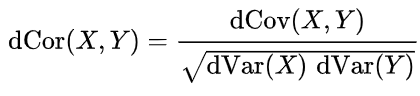 dCor(X, Y) = dCov(X, Y) / √(dVar(X) dVar(Y))